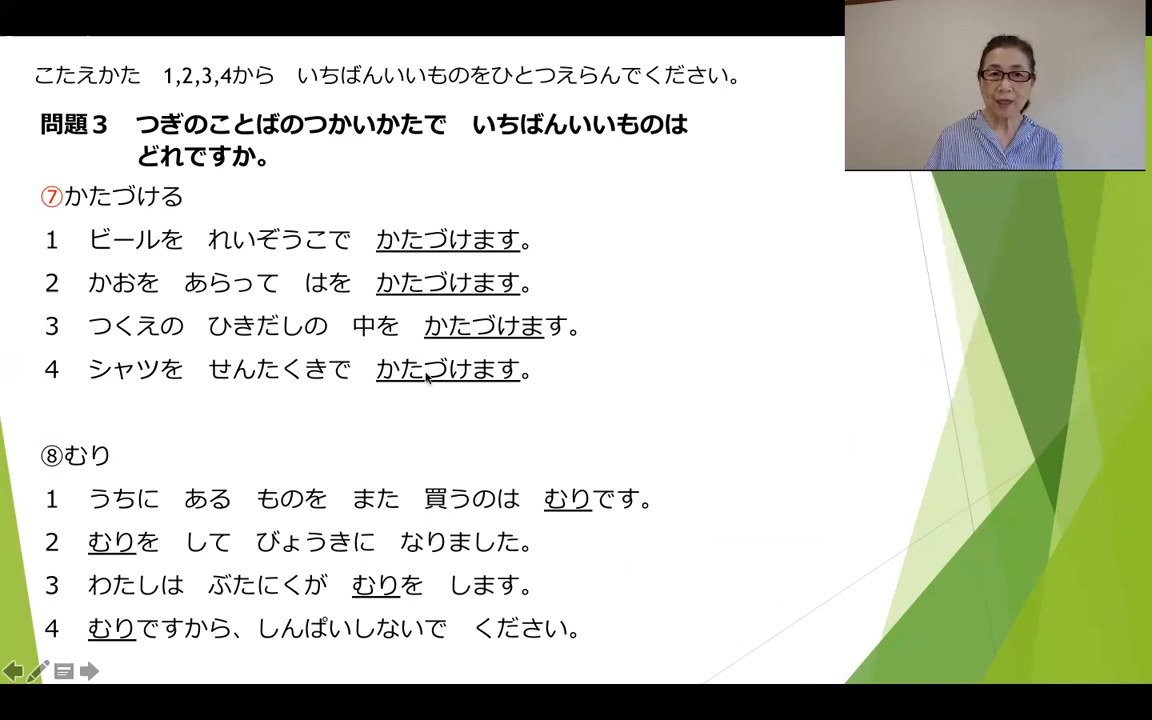 こたえかた　1,2,3,4から　いちばんいいものをひとつえらんでください。
問題３　つぎのことばのつかいかたで　いちばんいいものは
どれですか。
⑦かたづける
１　ビールを　れいぞうこで　かたづけます。
２　かおを　あらって　はを　かたづけます。
３　つくえの　ひきだしの　中を　かたづけます。
４　シャツを　せんたくきで　かたづけます。
⑧むり
１　うちに　ある　ものを　また　買うのは　むりです。
２　むりを　して　びょうきに　なりました。
３　わたしは　ぶたにくが　むりを　します。
４　むりですから、しんぱいしないで　ください。